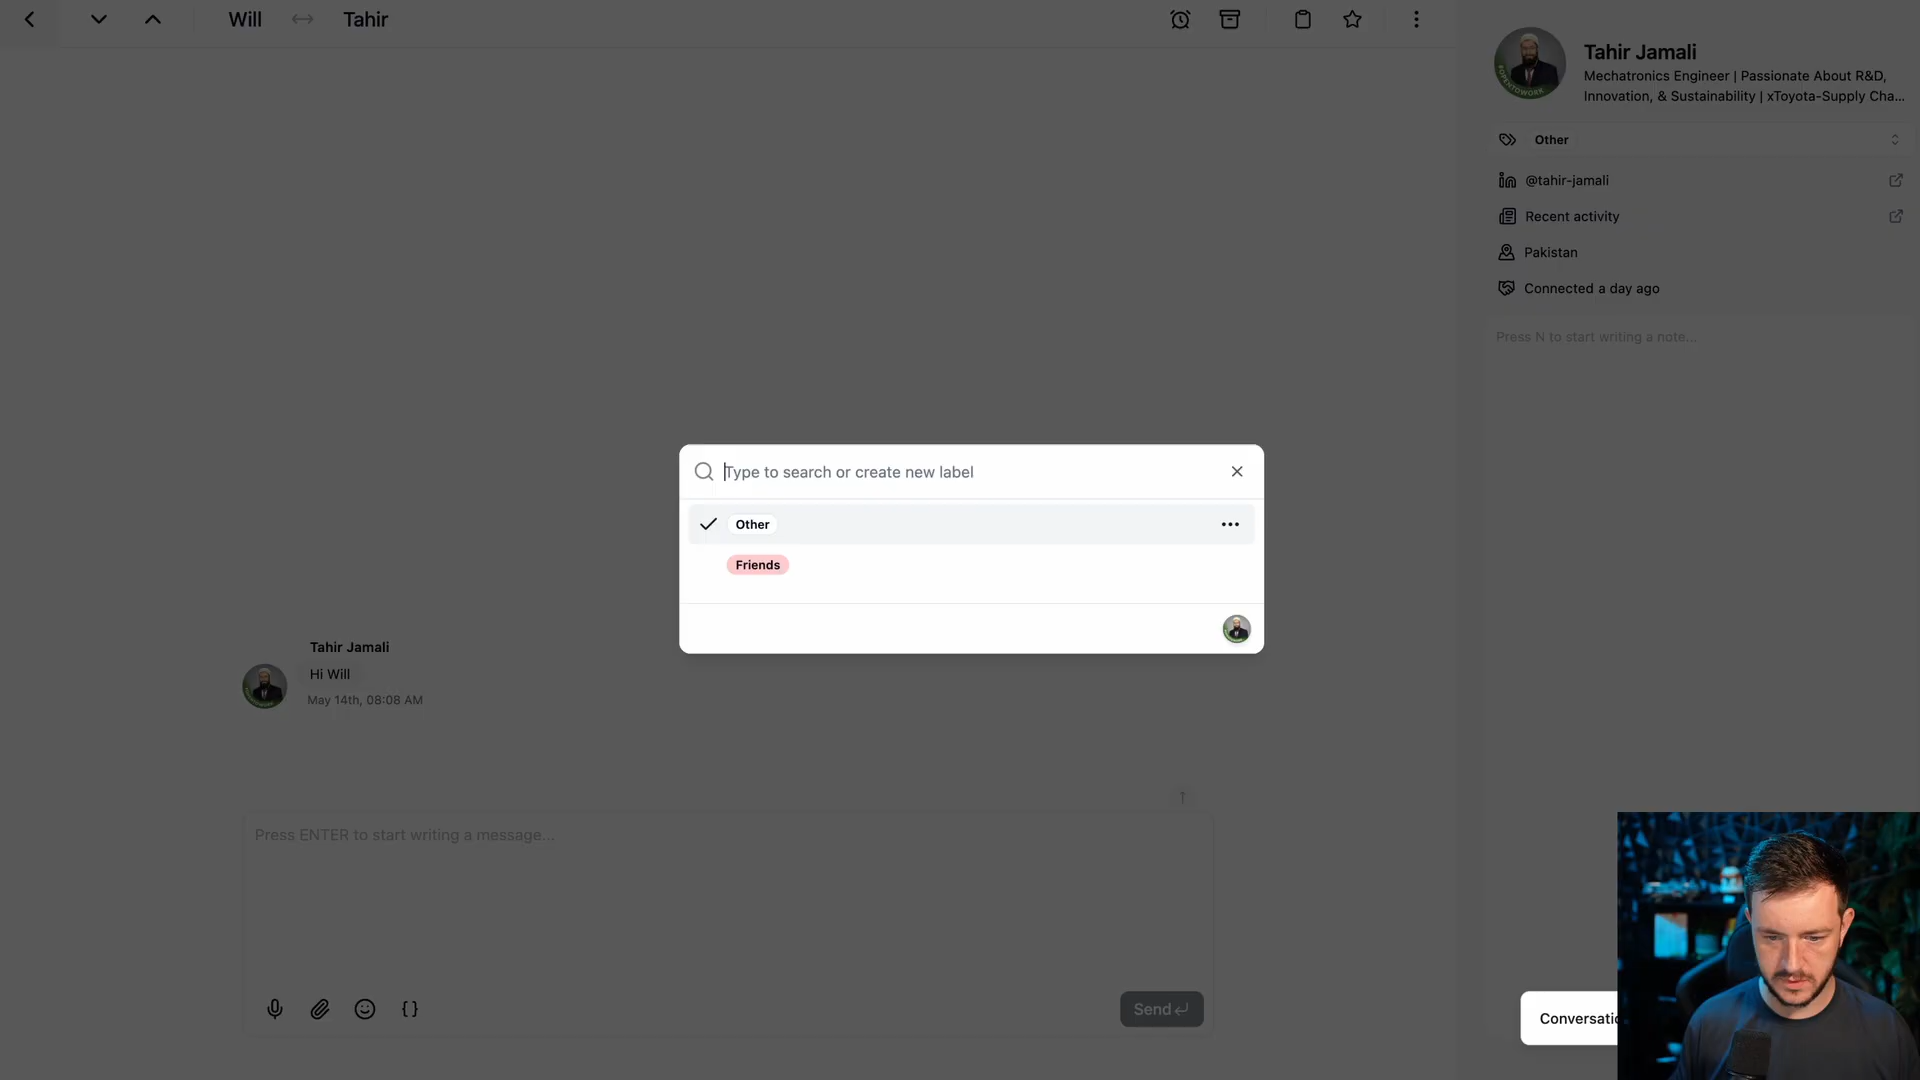 Will
Tahir
Tahir Jamali
Mechatronics Engineer | Passionate About R&D,
Innovation, & Sustainability | xToyota-Supply Cha...
Other
@tahir-jamali
Recent activity
Pakistan
Connected a day ago
Press N to start writing a note...
Type to search or create new label
Other
Friends
Tahir Jamali
Hi Will
May 14th, 08:08 AM
Press ENTER to start writing a message...
Send